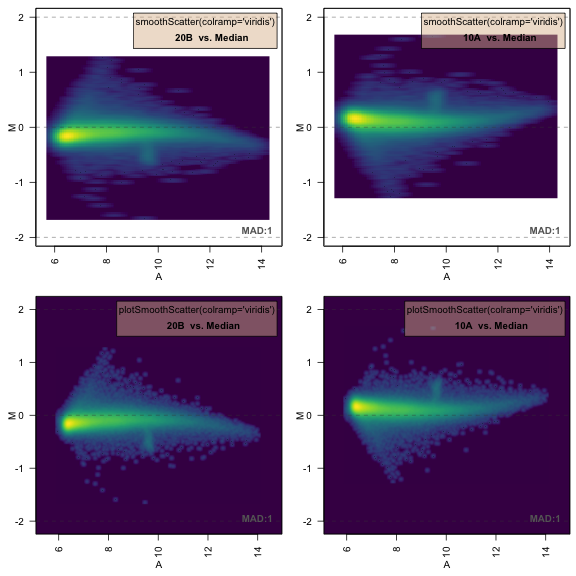 smoothScatter(colramp='viridis')
20B vs. Median
2
M 0
-1
-2
MAD:1
6 8 10 12 14
A
smoothScatter(colramp='viridis')
10A vs. Median
2
1
M 0
-1
-2
MAD:1
6 8 10 12 14
A
plotSmoothScatter(colramp='viridis')
20B vs. Median
2
1
M 0
-1
-2
MAD:1
6 8 10 12 14
A
plotSmoothScatter(colramp='viridis')
10A vs. Median
2
1
M 0
-1
-2
MAD:1
6 8 10 12 14
A